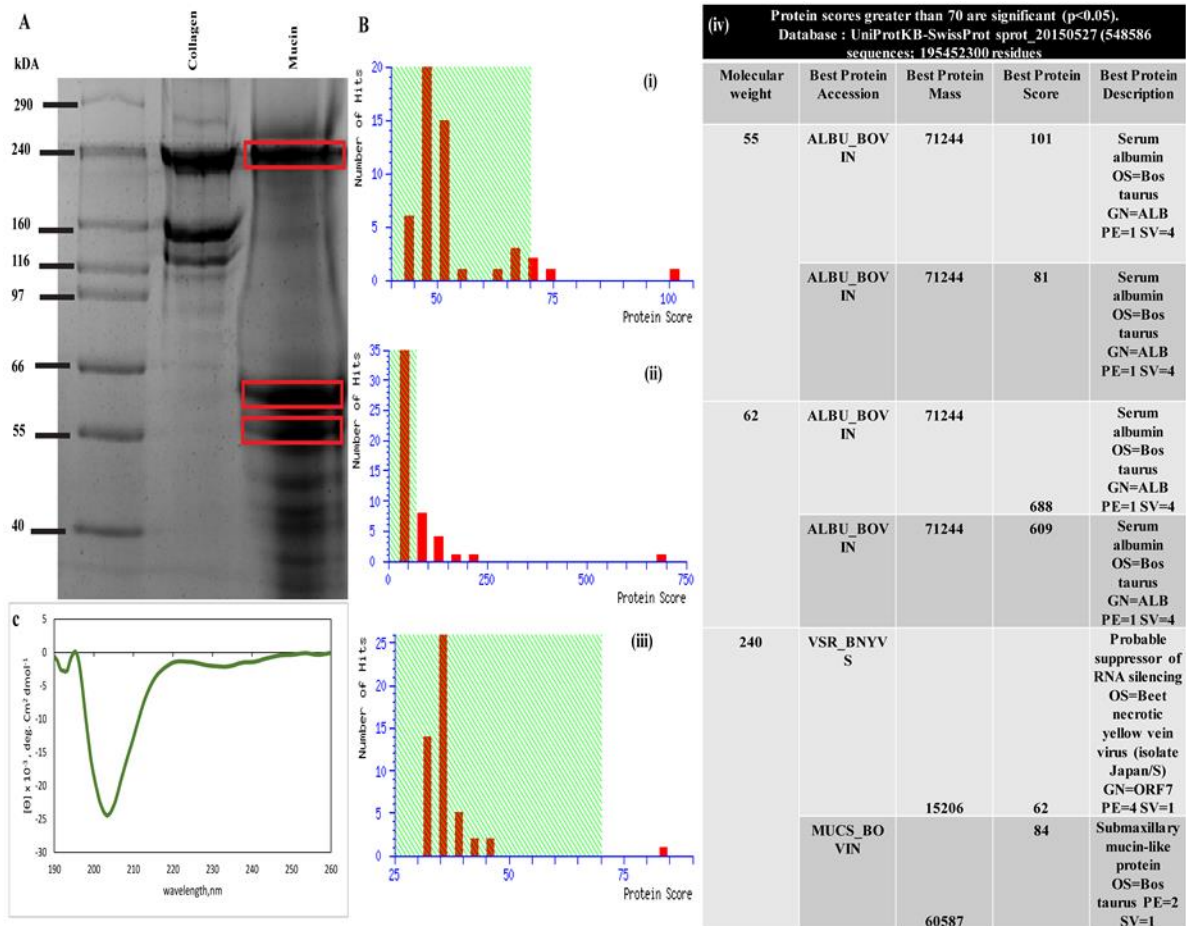 A
Collagen
Mucin
kDA
290
240
160
116
97
66
55
40
B
(i)
Number of Hits
20
15
10
5
0
50
75
100
Protein Score
(ii)
Number of Hits
35
30
25
20
15
10
5
0
0
250
500
750
Protein Score
(iii)
Number of Hits
25
20
15
10
5
0
25
50
75
Protein Score
c
[Θ] x 10⁻³, deg. Cm² dmol⁻¹
5
0
-5
-10
-15
-20
-25
-30
190
200
210
220
230
240
250
260
wavelength,nm
(iv)
Protein scores greater than 70 are significant (p<0.05).
Database : UniProtKB-SwissProt sprot_20150527 (548586
sequences; 195452300 residues
Molecular
weight
Best Protein
Accession
Best Protein
Mass
Best Protein
Score
Best Protein
Description
55
ALBU_BOV
IN
71244
101
Serum
albumin
OS=Bos
taurus
GN=ALB
PE=1 SV=4
ALBU_BOV
IN
71244
81
Serum
albumin
OS=Bos
taurus
GN=ALB
PE=1 SV=4
62
ALBU_BOV
IN
71244
688
Serum
albumin
OS=Bos
taurus
GN=ALB
PE=1 SV=4
ALBU_BOV
IN
71244
609
Serum
albumin
OS=Bos
taurus
GN=ALB
PE=1 SV=4
240
VSR_BNYV
S
15206
62
Probable
suppressor of
RNA silencing
OS=Beet
necrotic
yellow vein
virus (isolate
Japan/S)
GN=ORF7
PE=4 SV=1
MUCS_BO
VIN
60587
84
Submaxillary
mucin-like
protein
OS=Bos
taurus PE=2
SV=1